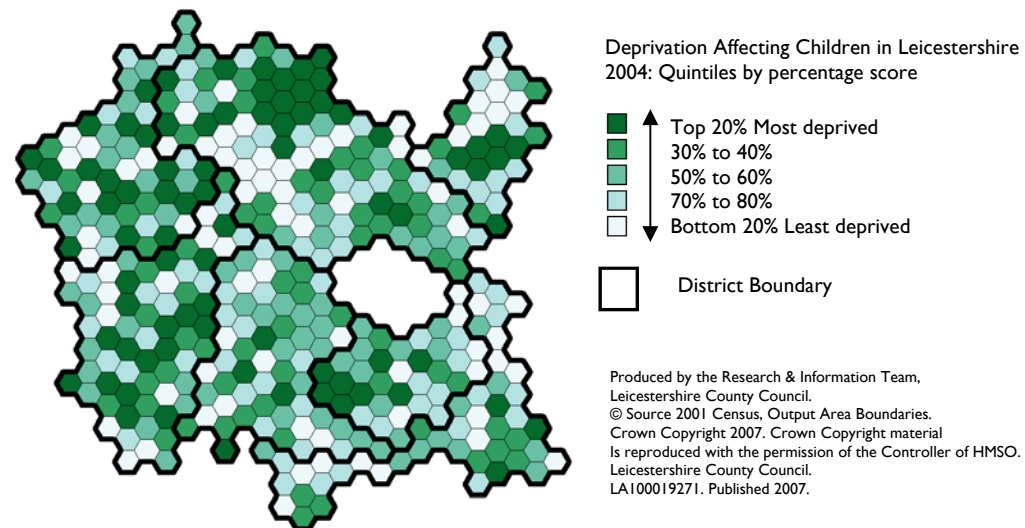 Deprivation Affecting Children in Leicestershire
2004: Quintiles by percentage score
Top 20% Most deprived
30% to 40%
50% to 60%
70% to 80%
Bottom 20% Least deprived
District Boundary
Produced by the Research & Information Team,
Leicestershire County Council.
© Source 2001 Census, Output Area Boundaries.
Crown Copyright 2007. Crown Copyright material
Is reproduced with the permission of the Controller of HMSO.
Leicestershire County Council.
LA100019271. Published 2007.